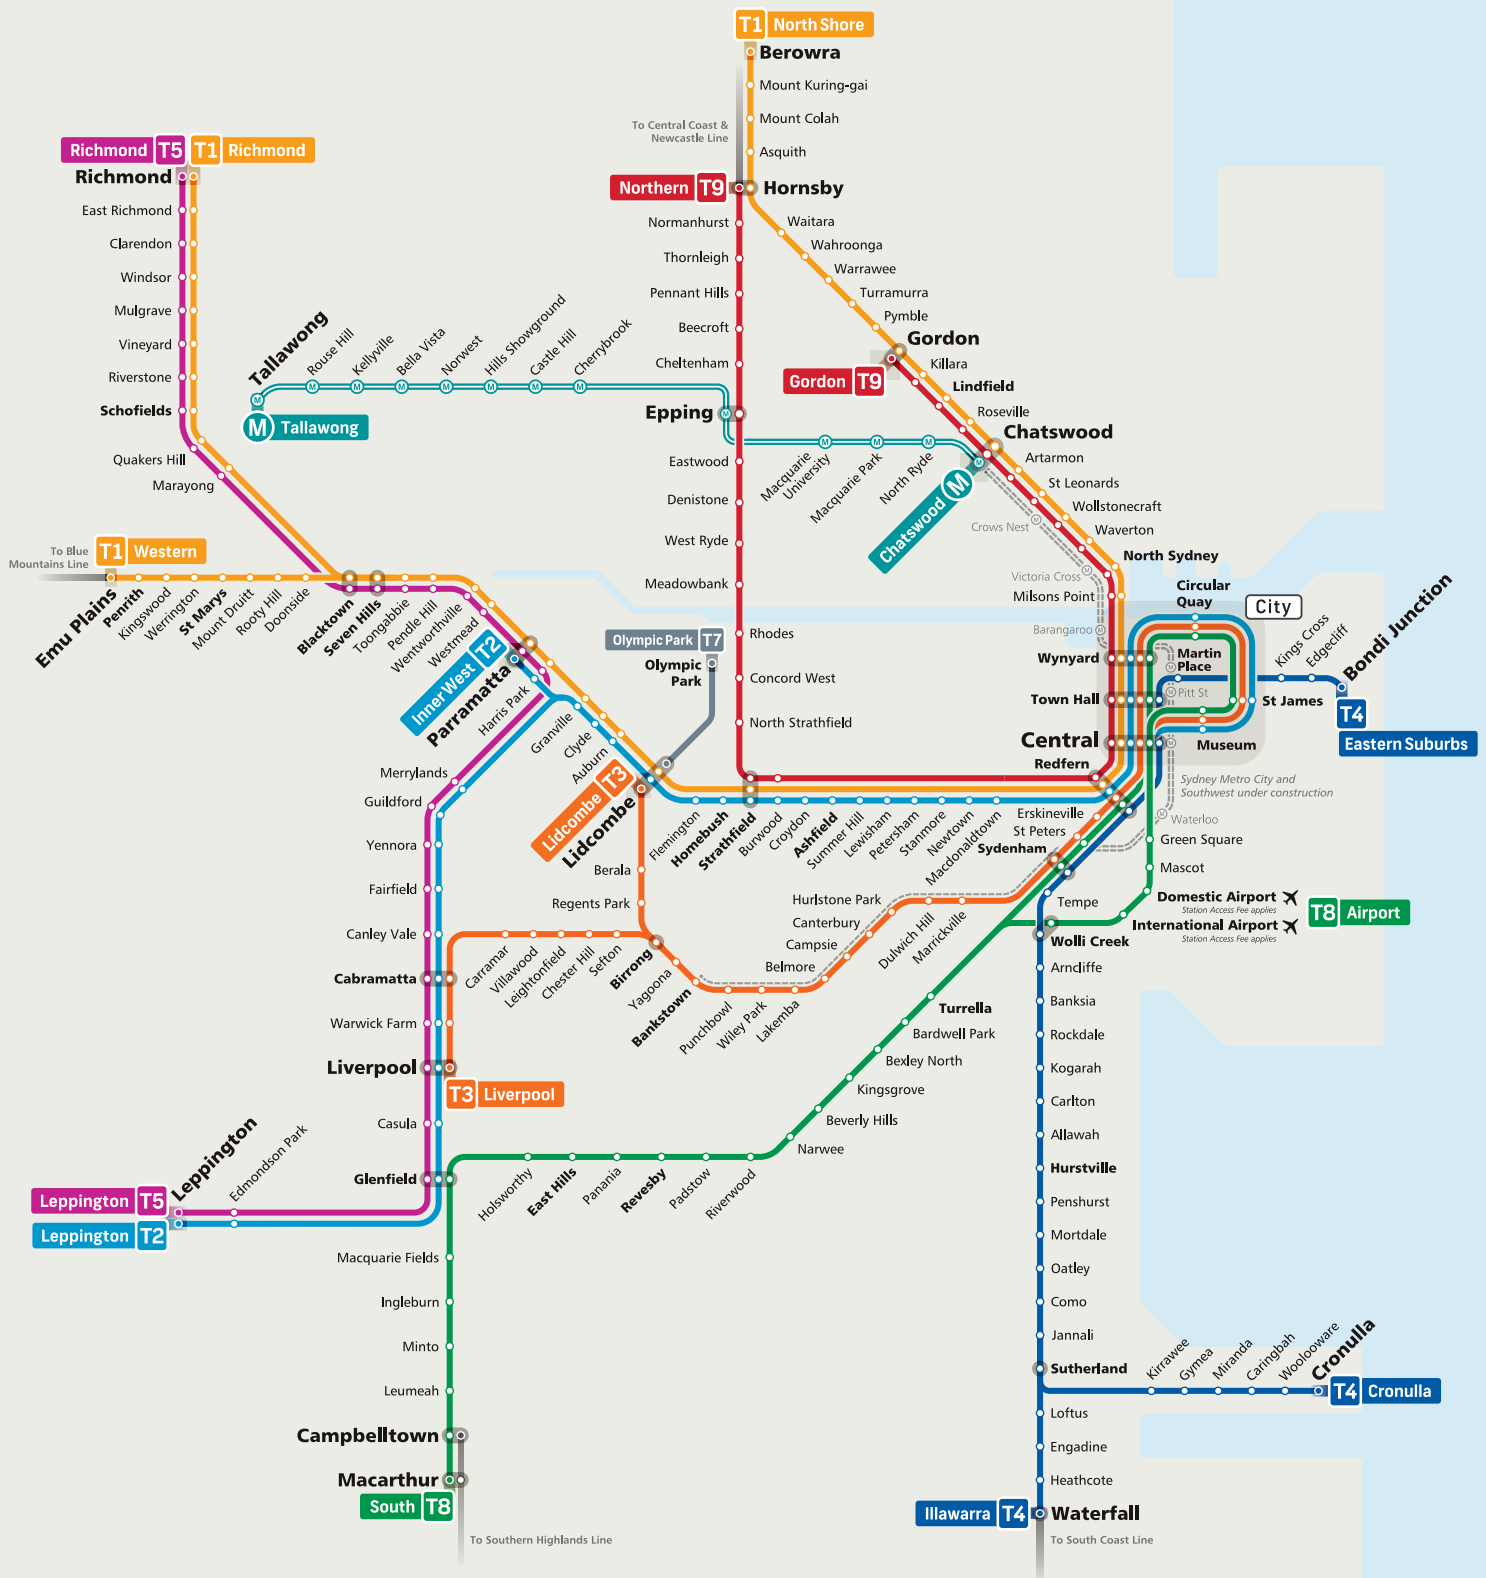 T1 North Shore
Berowra
Mount Kuring-gai
Mount Colah
To Central Coast &
Newcastle Line
Asquith
Richmond T5 T1 Richmond
Richmond
Northern T9 Hornsby
East Richmond
Clarendon
Windsor
Mulgrave
Vineyard
Riverstone
Schofields
Quakers Hill
Marayong
Normanhurst
Thornleigh
Pennant Hills
Beecroft
Cheltenham
Epping
Eastwood
Denistone
West Ryde
Meadowbank
Rhodes
Concord West
North Strathfield
Waitara
Wahroonga
Warrawee
Turramurra
Pymble
Gordon
Gordon T9
Killara
Lindfield
Roseville
Chatswood
Artarmon
St Leonards
Wollstonecraft
Waverton
North Sydney
Milsons Point
Tallawong
M Tallawong
Rouse Hill
Kellyville
Bella Vista
Norwest
Hills Showground
Castle Hill
Cherrybrook
M
M
M
M
M
M
M
M
M
M
M
M
M
Macquarie
University
Macquarie Park
North Ryde
Chatswood M
Crows Nest
M
Victoria Cross
M
Barangaroo
M
To Blue
Mountains Line
T1 Western
Emu Plains
Penrith
Kingswood
Werrington
St Marys
Mount Druitt
Rooty Hill
Doonside
Blacktown
Seven Hills
Toongabbie
Pendle Hill
Wentworthville
Westmead
Inner West T2
Parramatta
Harris Park
Granville
Clyde
Auburn
Lidcombe T3
Lidcombe
Olympic Park T7
Olympic
Park
Flemington
Homebush
Strathfield
Burwood
Croydon
Ashfield
Summer Hill
Lewisham
Petersham
Stanmore
Newtown
Macdonaldtown
Circular
Quay
City
Wynyard
Martin
Place
M
Town Hall
M
Pitt St
St James
Central
M
Museum
Redfern
Kings Cross
Edgecliff
Bondi Junction
T4
Eastern Suburbs
Sydney Metro City and
Southwest under construction
M
Waterloo
Erskineville
St Peters
Sydenham
Green Square
Mascot
Domestic Airport
Station Access Fee applies
International Airport
Station Access Fee applies
T8 Airport
Tempe
Wolli Creek
Merrylands
Guildford
Yennora
Fairfield
Canley Vale
Cabramatta
Warwick Farm
Liverpool
T3 Liverpool
Casula
Glenfield
Leppington
Edmondson Park
Leppington T5
Leppington T2
Berala
Regents Park
Carramar
Villawood
Leightonfield
Chester Hill
Sefton
Birrong
Yagoona
Bankstown
Punchbowl
Wiley Park
Lakemba
Belmore
Campsie
Canterbury
Hurlstone Park
Dulwich Hill
Marrickville
Turrella
Bardwell Park
Bexley North
Kingsgrove
Beverly Hills
Narwee
Holsworthy
East Hills
Panania
Revesby
Padstow
Riverwood
Macquarie Fields
Ingleburn
Minto
Leumeah
Campbelltown
Macarthur
South T8
To Southern Highlands Line
Arncliffe
Banksia
Rockdale
Kogarah
Carlton
Allawah
Hurstville
Penshurst
Mortdale
Oatley
Como
Jannali
Sutherland
Kirrawee
Gymea
Miranda
Caringbah
Woolooware
Cronulla
T4 Cronulla
Loftus
Engadine
Heathcote
Illawarra T4 Waterfall
To South Coast Line